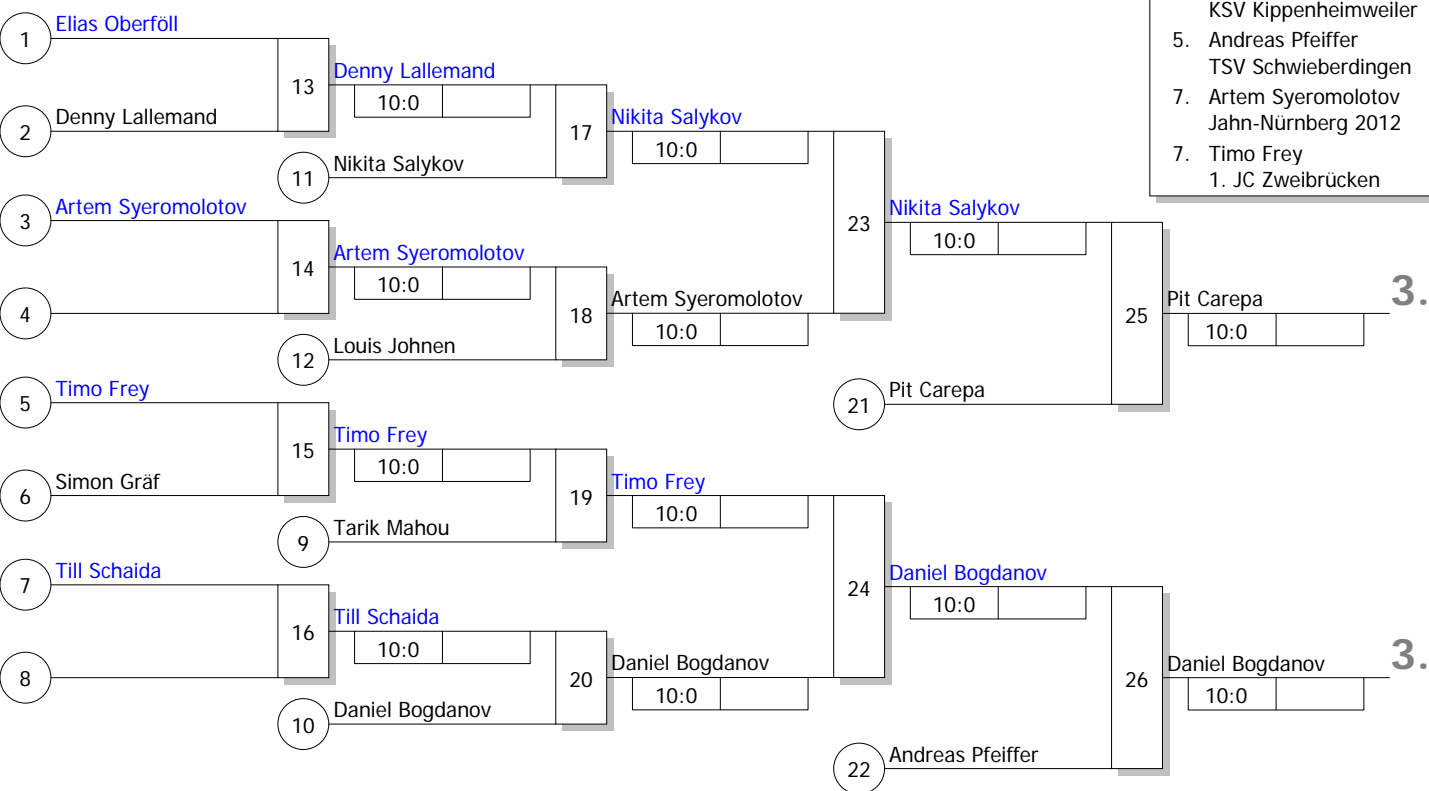 KSV Kippenheimweiler
5. Andreas Pfeiffer
TSV Schwieberdingen
7. Artem Syeromolotov
Jahn-Nürnberg 2012
7. Timo Frey
1. JC Zweibrücken
1 Elias Oberföll
13
Denny Lallemand
10:0
2 Denny Lallemand
17
Nikita Salykov
10:0
11 Nikita Salykov
3 Artem Syeromolotov
23
Nikita Salykov
10:0
14
Artem Syeromolotov
10:0
4
18
Artem Syeromolotov
10:0
12 Louis Johnen
25
Pit Carepa
3.
10:0
5 Timo Frey
21 Pit Carepa
15
Timo Frey
10:0
6 Simon Gräf
19
Timo Frey
10:0
9 Tarik Mahou
7 Till Schaida
24
Daniel Bogdanov
10:0
16
Till Schaida
10:0
8
20
Daniel Bogdanov
10:0
26
Daniel Bogdanov
3.
10:0
10 Daniel Bogdanov
22 Andreas Pfeiffer